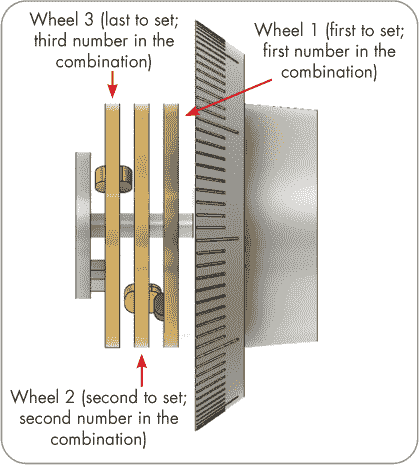 Wheel 3 (last to set;
third number in the
combination)
Wheel 1 (first to set;
first number in the
combination)
Wheel 2 (second to set;
second number in the
combination)